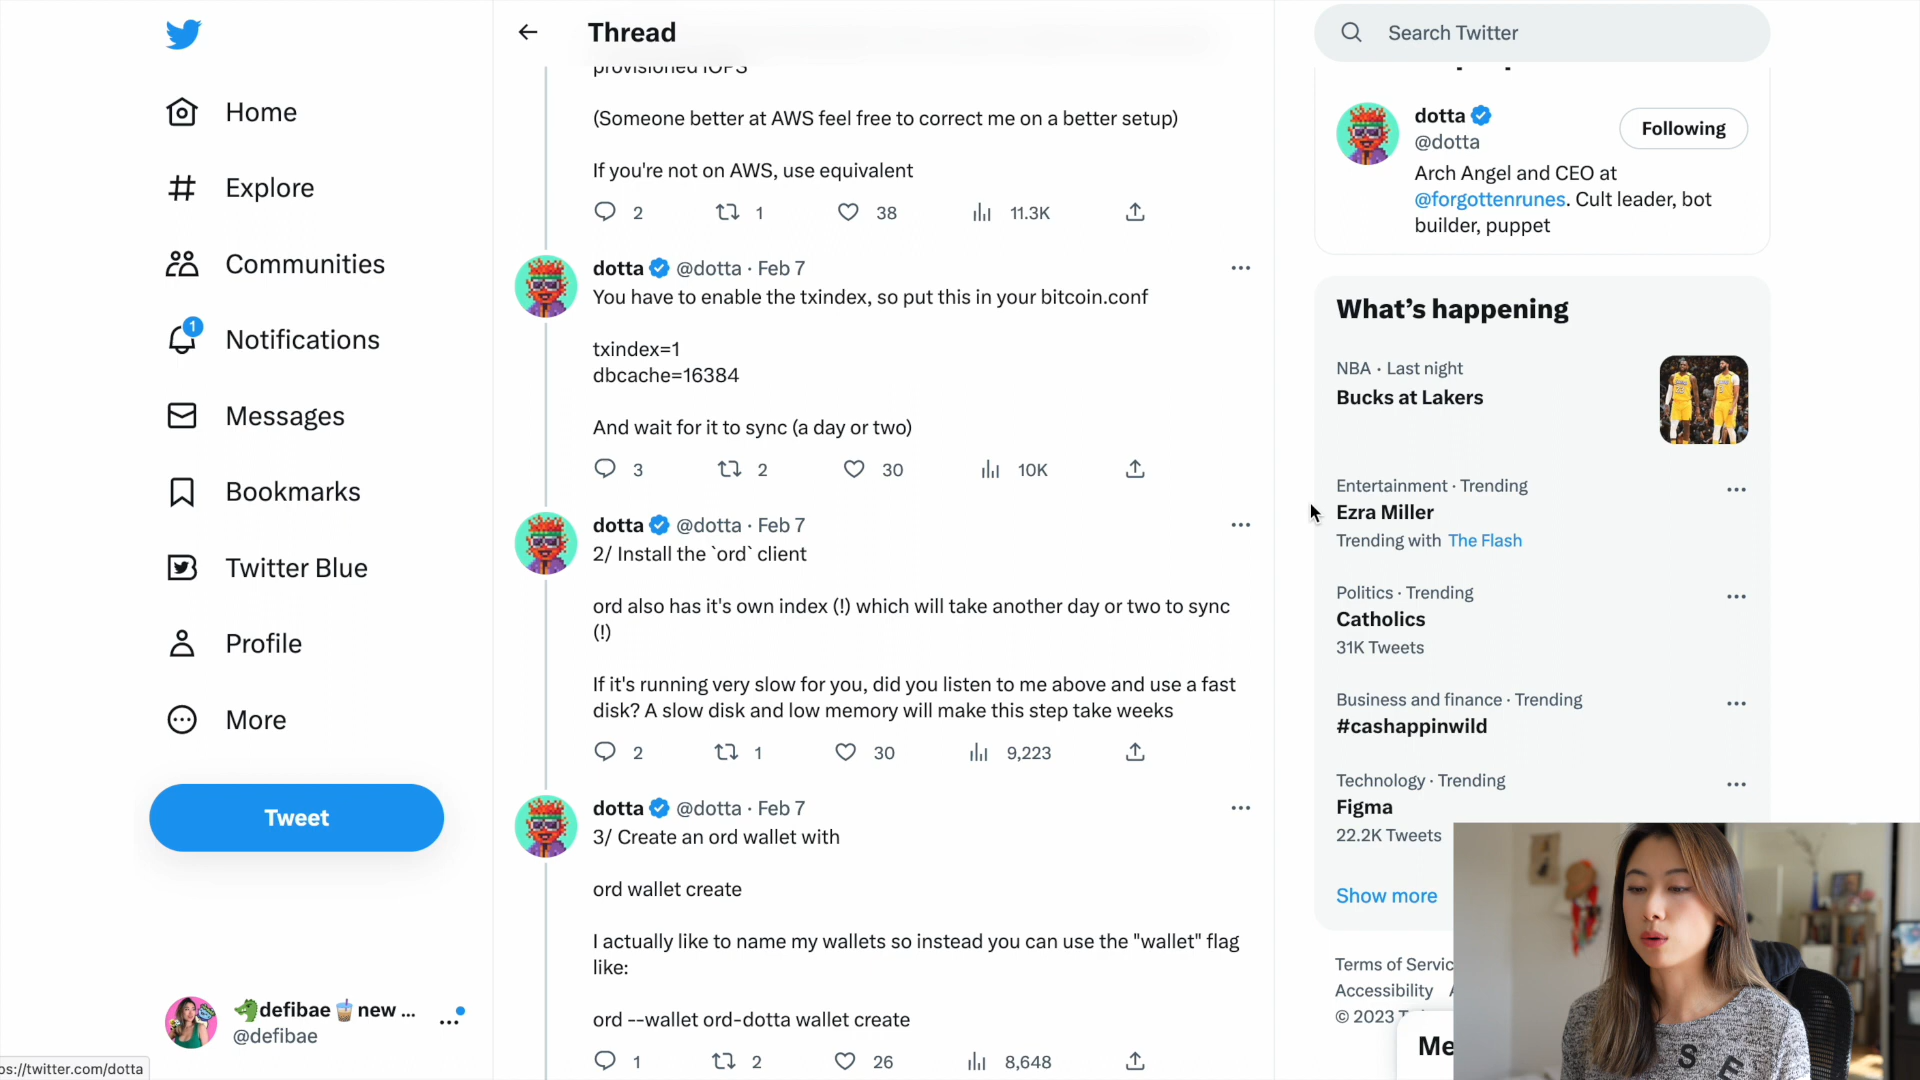 Thread
Search Twitter
Home
Explore
Communities
1
Notifications
Messages
Bookmarks
Twitter Blue
Profile
More
Tweet
defibae new ...
@defibae
ps://twitter.com/dotta
provisioned IOPS
(Someone better at AWS feel free to correct me on a better setup)
If you're not on AWS, use equivalent
2 1 38 11.3K
dotta @dotta · Feb 7
You have to enable the txindex, so put this in your bitcoin.conf
txindex=1
dbcache=16384
And wait for it to sync (a day or two)
3 2 30 10K
dotta @dotta · Feb 7
2/ Install the `ord` client
ord also has it's own index (!) which will take another day or two to sync
(!)
If it's running very slow for you, did you listen to me above and use a fast
disk? A slow disk and low memory will make this step take weeks
2 1 30 9,223
dotta @dotta · Feb 7
3/ Create an ord wallet with
ord wallet create
I actually like to name my wallets so instead you can use the "wallet" flag
like:
ord --wallet ord-dotta wallet create
1 2 26 8,648
dotta
@dotta
Following
Arch Angel and CEO at
@forgottenrunes. Cult leader, bot
builder, puppet
What's happening
NBA · Last night
Bucks at Lakers
Entertainment · Trending
Ezra Miller
Trending with The Flash
Politics · Trending
Catholics
31K Tweets
Business and finance · Trending
#cashappinwild
Technology · Trending
Figma
22.2K Tweets
Show more
Terms of Servic
Accessibility
© 2023
Me
S E